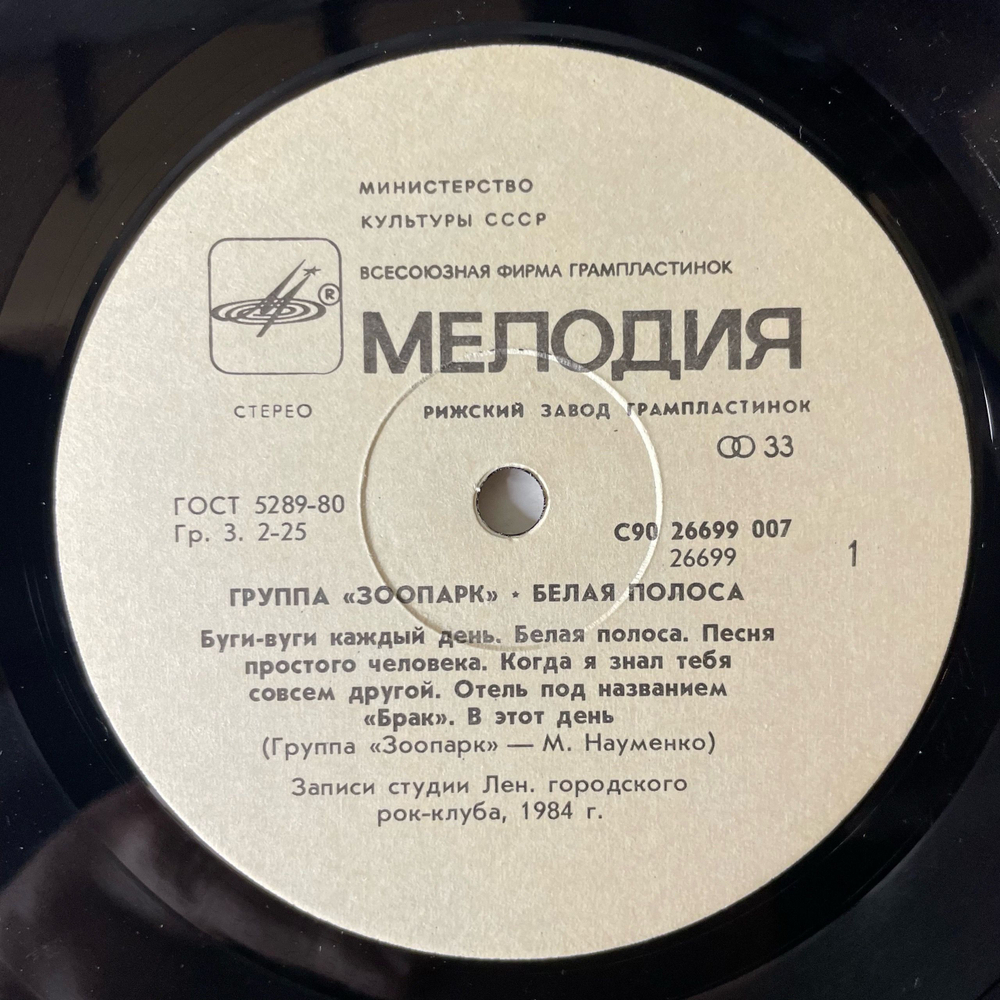 МИНИСТЕРСТВО
КУЛЬТУРЫ СССР
ВСЕСОЮЗНАЯ ФИРМА ГРАМПЛАСТИНОК
®
МЕЛОДИЯ
СТЕРЕО
РИЖСКИЙ ЗАВОД ГРАМПЛАСТИНОК
33
ГОСТ 5289-80
Гр. 3. 2-25
С90 26699 007
26699
1
ГРУППА «ЗООПАРК» • БЕЛАЯ ПОЛОСА
Буги-вуги каждый день. Белая полоса. Песня
простого человека. Когда я знал тебя
совсем другой. Отель под названием
«Брак». В этот день
(Группа «Зоопарк» — М. Науменко)
Записи студии Лен. городского
рок-клуба, 1984 г.